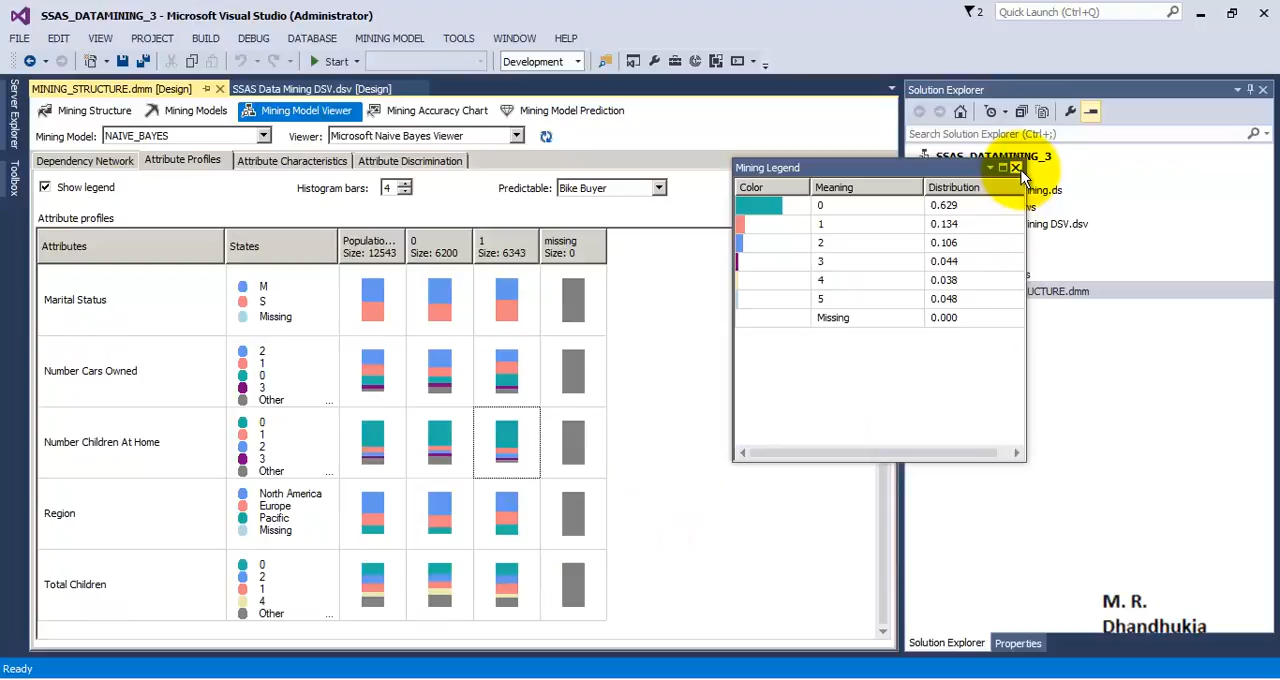 SSAS_DATAMINING_3 - Microsoft Visual Studio (Administrator)
2
Quick Launch (Ctrl+Q)
FILE EDIT VIEW PROJECT BUILD DEBUG DATABASE MINING MODEL TOOLS WINDOW HELP
Start
Development
Server Explorer
Toolbox
MINING_STRUCTURE.dmm [Design]
SSAS Data Mining DSV.dsv [Design]
Mining Structure
Mining Models
Mining Model Viewer
Mining Accuracy Chart
Mining Model Prediction
Mining Model: NAIVE_BAYES
Viewer: Microsoft Naive Bayes Viewer
Dependency Network
Attribute Profiles
Attribute Characteristics
Attribute Discrimination
Show legend
Histogram bars: 4
Predictable: Bike Buyer
Attribute profiles
Attributes
States
Populatio...
Size: 12543
0
Size: 6200
1
Size: 6343
missing
Size: 0
Marital Status
M
S
Missing
Number Cars Owned
2
1
0
3
Other ...
Number Children At Home
0
1
2
3
Other ...
Region
North America
Europe
Pacific
Missing
Total Children
0
2
1
4
Other ...
Mining Legend
Color Meaning Distribution
0 0.629
1 0.134
2 0.106
3 0.044
4 0.038
5 0.048
Missing 0.000
Solution Explorer
Search Solution Explorer (Ctrl+;)
SSAS_DATAMINING_3
ning.ds
ws
ining DSV.dsv
s
UCTURE.dmm
M. R.
Dhandhukia
Solution Explorer
Properties
Ready